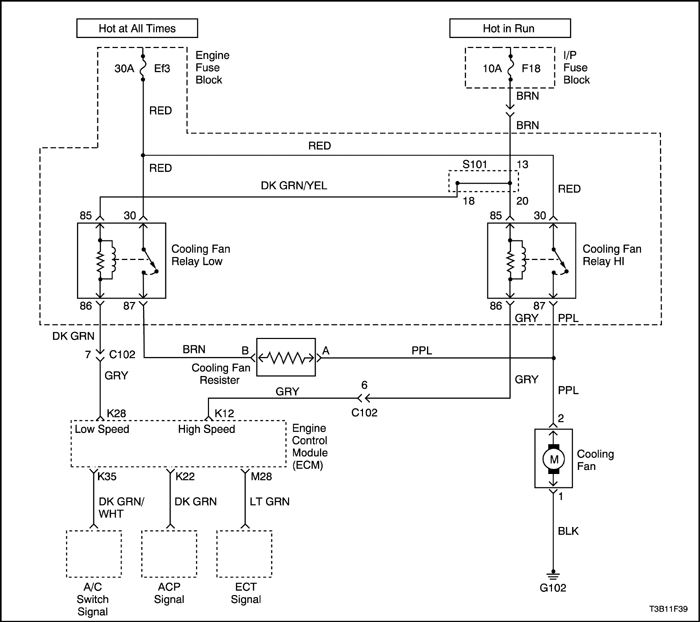 Hot at All Times
Hot in Run
30A
Ef3
Engine
Fuse
Block
10A
F18
I/P
Fuse
Block
RED
BRN
BRN
RED
RED
S101
13
DK GRN/YEL
18
20
RED
85
30
85
30
Cooling Fan
Relay Low
Cooling Fan
Relay HI
86
87
86
87
GRY
PPL
DK GRN
7
C102
BRN
B
A
PPL
Cooling Fan
Resister
GRY
GRY
6
C102
GRY
PPL
K28
K12
2
Low Speed
High Speed
Engine
Control
Module
(ECM)
M
Cooling
Fan
K35
K22
M28
1
DK GRN/
WHT
DK GRN
LT GRN
BLK
A/C
Switch
Signal
ACP
Signal
ECT
Signal
G102
T3B11F39